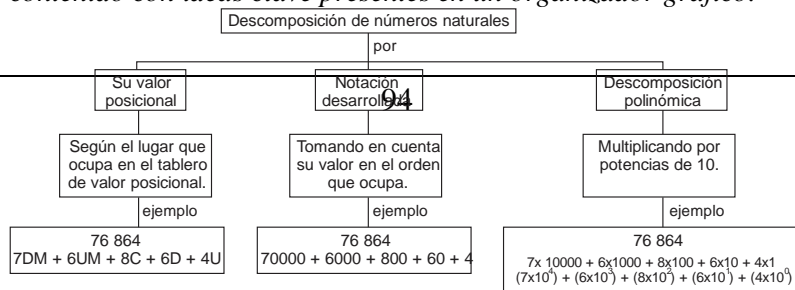 contenido con ideas clave presentes en un organizador gráfico.
Descomposición de números naturales
por
Su valor
posicional
Notación
desarrollada
94
Descomposición
polinómica
Según el lugar que
ocupa en el tablero
de valor posicional.
Tomando en cuenta
su valor en el orden
que ocupa.
Multiplicando por
potencias de 10.
ejemplo
ejemplo
ejemplo
76 864
7DM + 6UM + 8C + 6D + 4U
76 864
70000 + 6000 + 800 + 60 + 4
76 864
7x 10000 + 6x1000 + 8x100 + 6x10 + 4x1
(7x10⁴) + (6x10³) + (8x10²) + (6x10¹) + (4x10⁰)